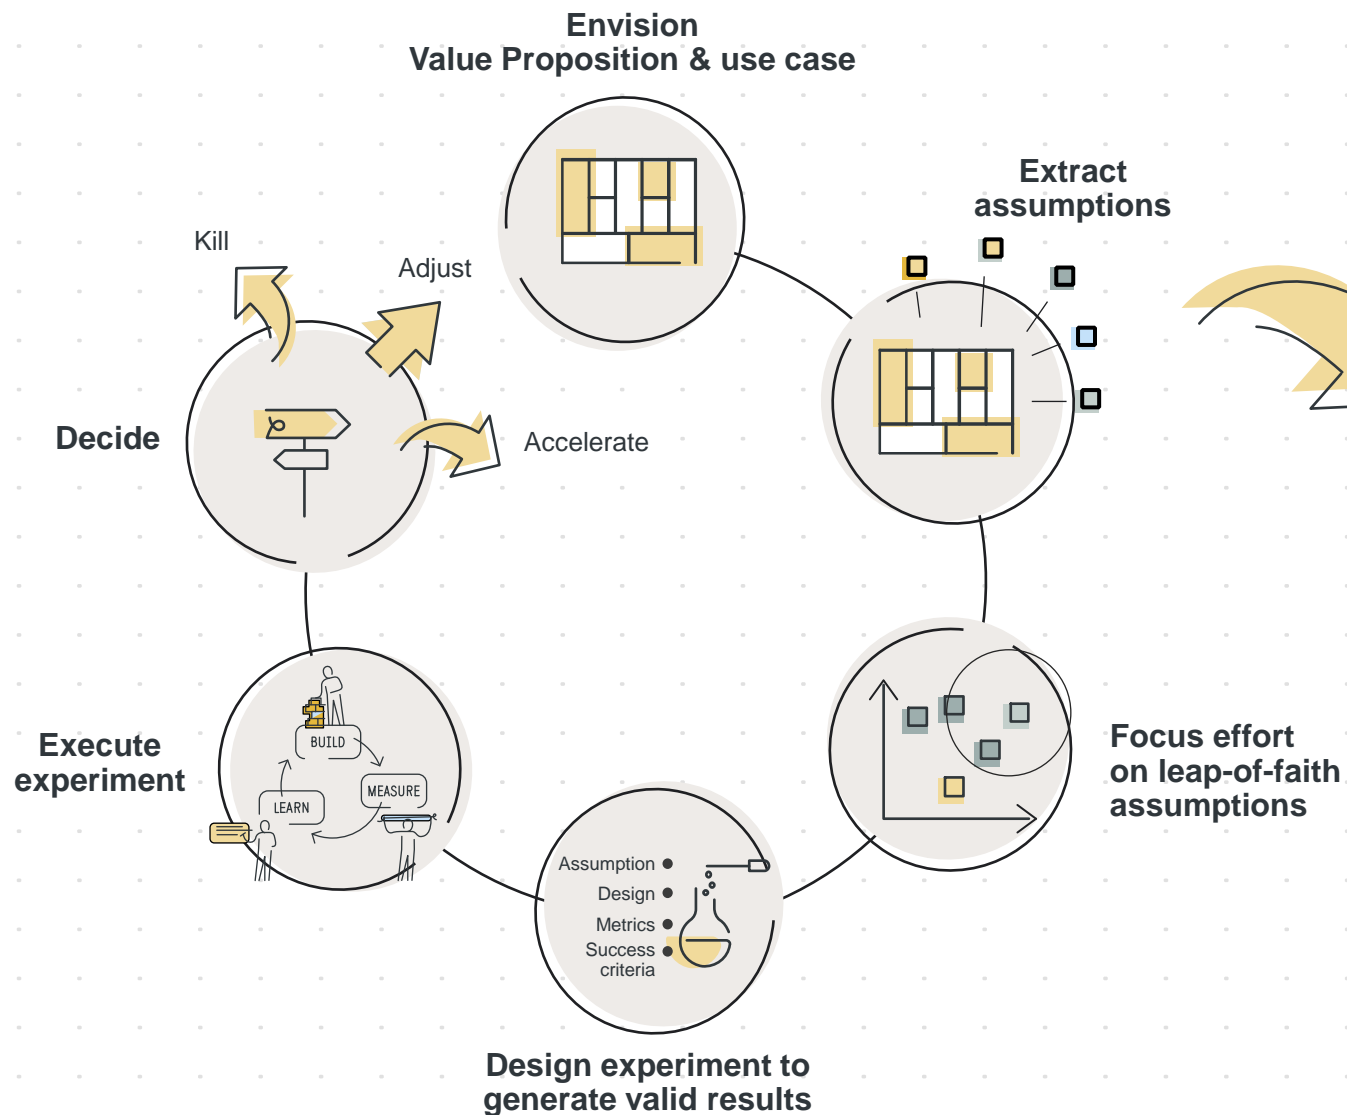 Envision
Value Proposition & use case
Extract
assumptions
Kill
Adjust
Decide
Accelerate
Focus effort
on leap-of-faith
assumptions
Execute
experiment
BUILD
MEASURE
LEARN
Assumption
Design
Metrics
Success
criteria
Design experiment to
generate valid results